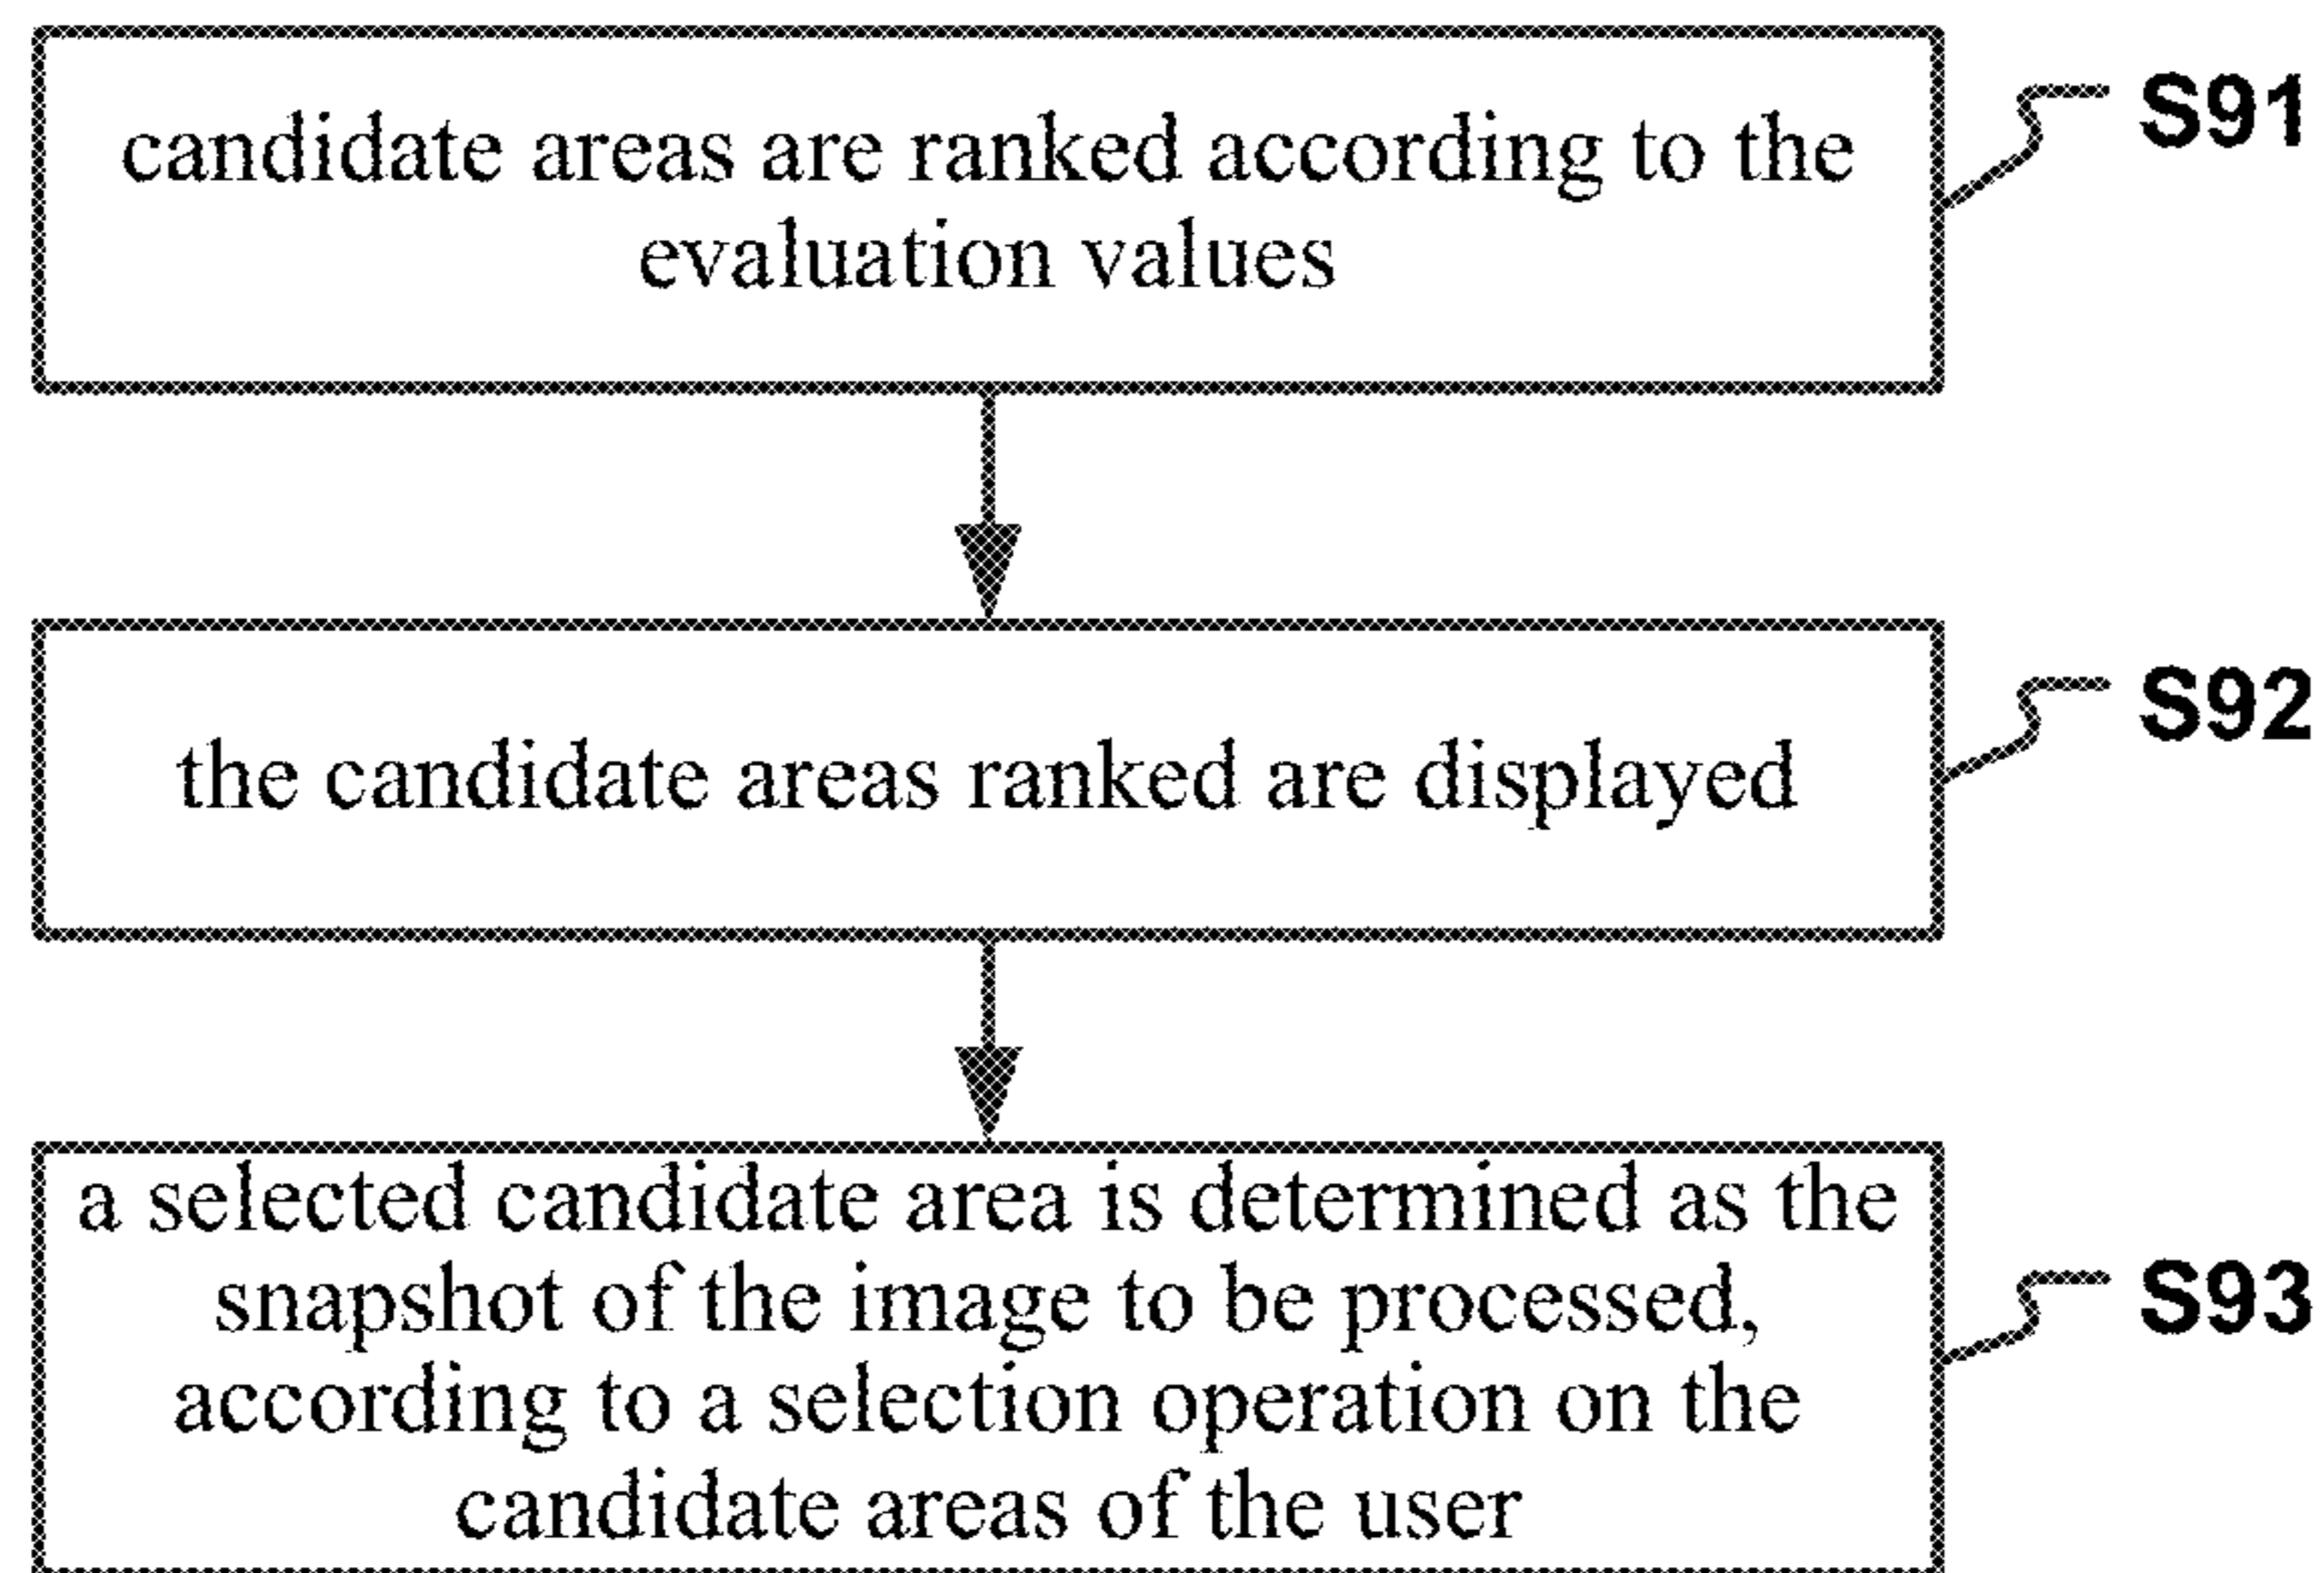 candidate areas are ranked according to the
evaluation values
S91
the candidate areas ranked are displayed
S92
a selected candidate area is determined as the
snapshot of the image to be processed,
according to a selection operation on the
candidate areas of the user
S93